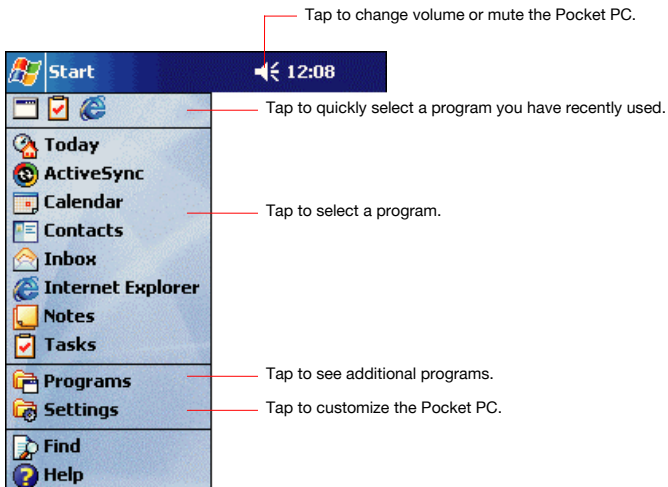 Tap to change volume or mute the Pocket PC.
Start 12:08
Tap to quickly select a program you have recently used.
Today
ActiveSync
Calendar
Tap to select a program.
Contacts
Inbox
Internet Explorer
Notes
Tasks
Programs
Tap to see additional programs.
Settings
Tap to customize the Pocket PC.
Find
Help